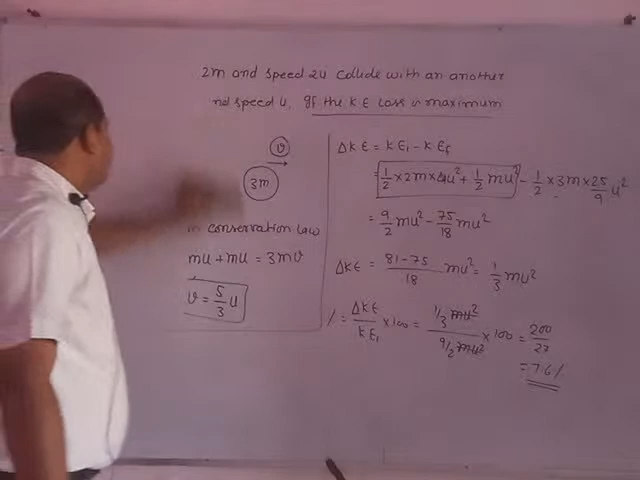 2m and speed 2u collide with an another
nd speed u, If the KE Loss is maximum
v
3m
m conservation law
mu + mu = 3mv
v = 5/3 u
ΔKE = KEi - KEf
= 1/2 × 2m × 4u² + 1/2 mu² - 1/2 × 3m × 25/9 u²
= 9/2 mu² - 75/18 mu²
ΔKE = 81-75/18 mu² = 1/3 mu²
/. = ΔKE/KEi × 100 = 1/3 mu²/9/2 mu² × 100 = 200/27
= 7.6 /.